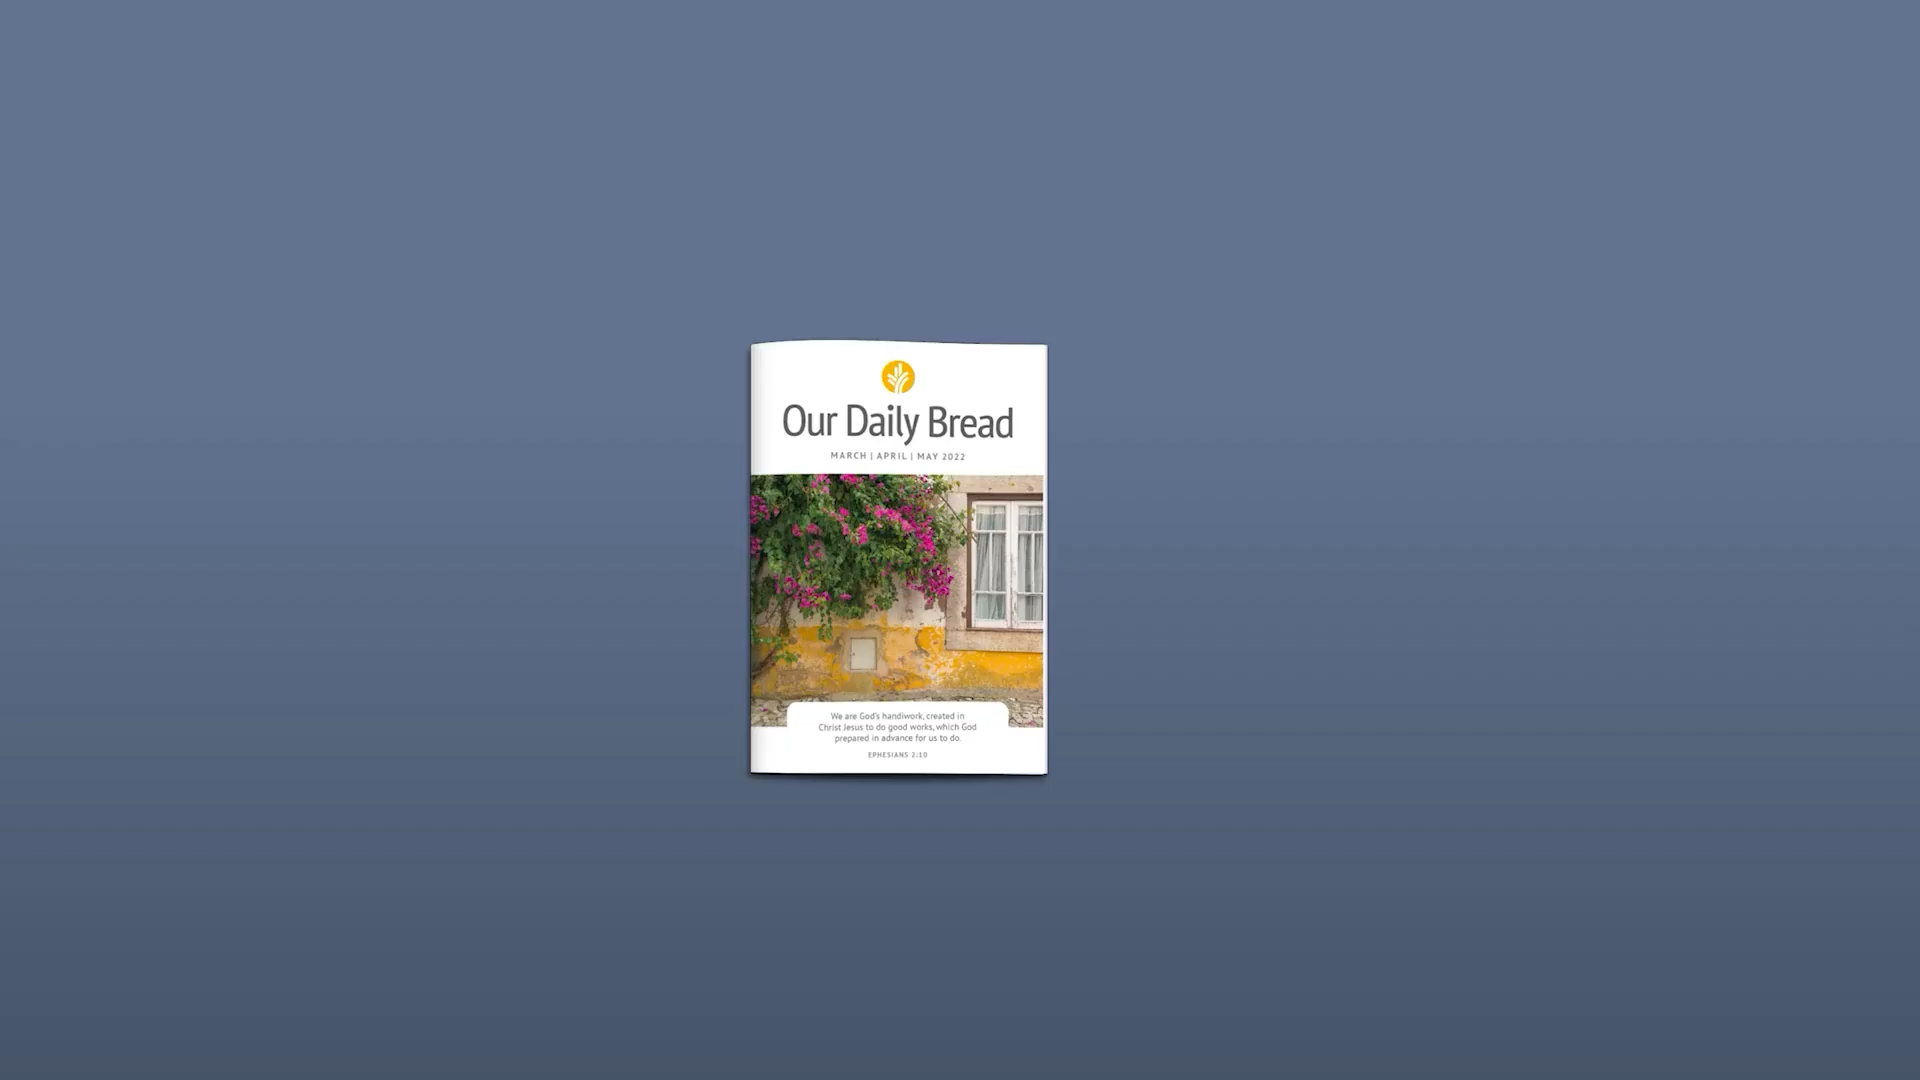 Our Daily Bread
MARCH | APRIL | MAY 2022
We are God's handiwork, created in
Christ Jesus to do good works, which God
prepared in advance for us to do.
EPHESIANS 2:10